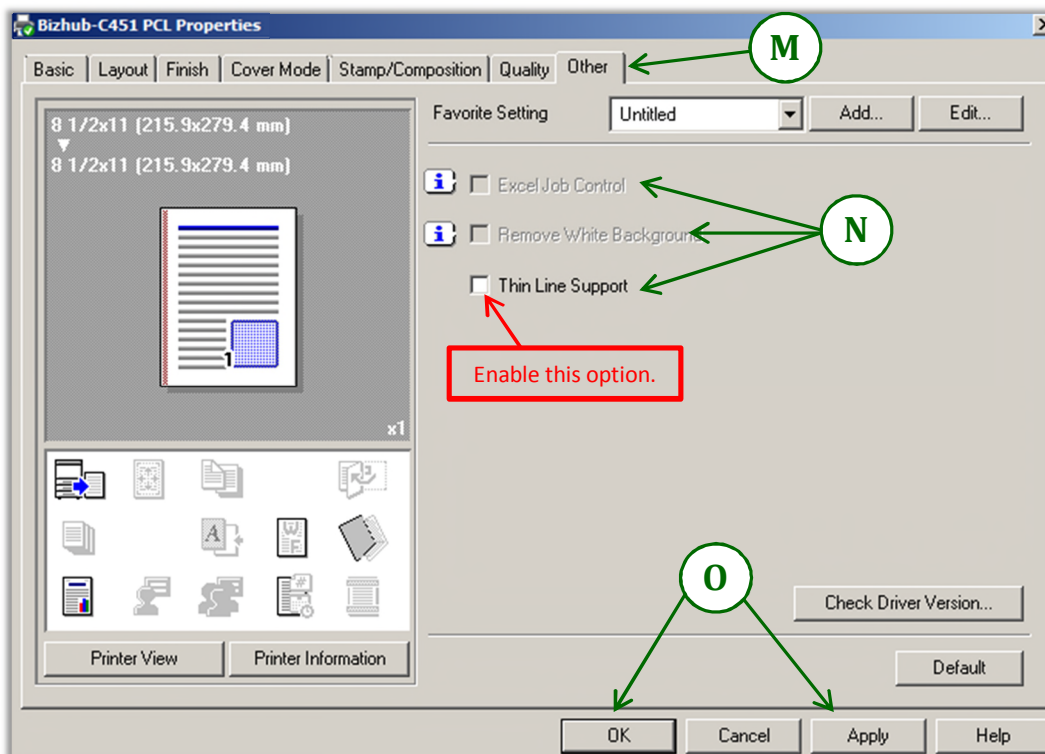 Bizhub-C451 PCL Properties
M
Basic Layout Finish Cover Mode Stamp/Composition Quality Other
8 1/2x11 (215.9x279.4 mm)
8 1/2x11 (215.9x279.4 mm)
1
x1
Favorite Setting Untitled Add... Edit...
i Excel Job Control
i Remove White Background
N
Thin Line Support
Enable this option.
O
Check Driver Version...
Printer View Printer Information
Default
OK Cancel Apply Help